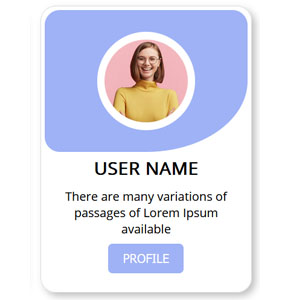 USER NAME
There are many variations of
passages of Lorem Ipsum
available
PROFILE